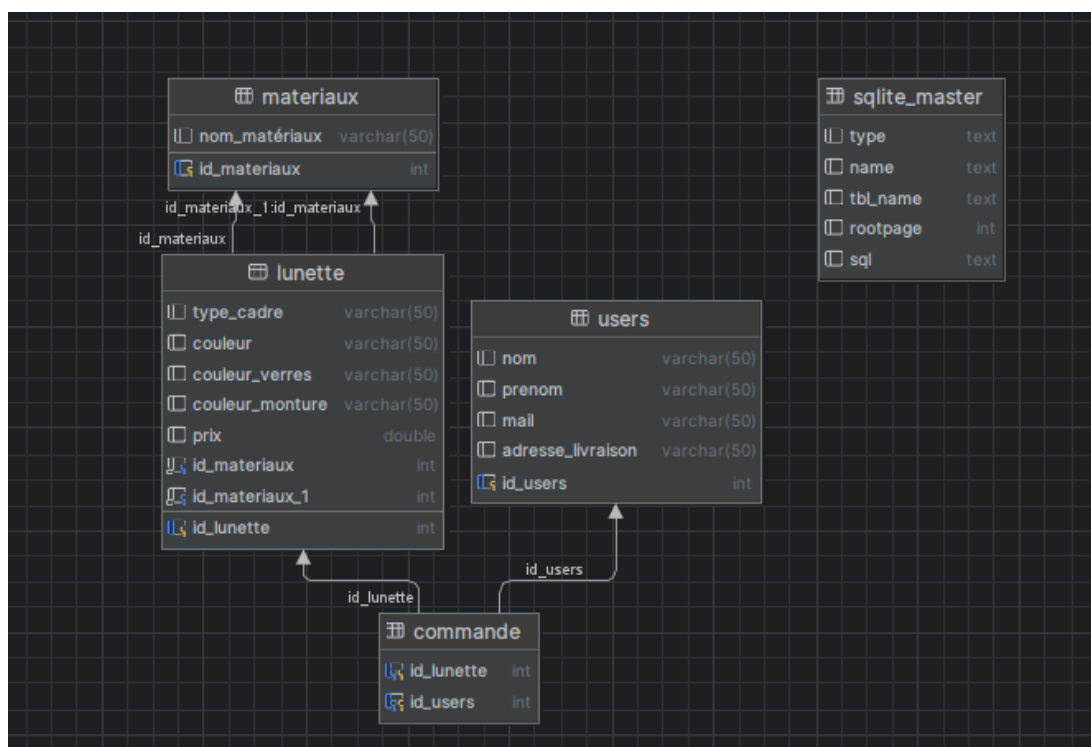 materiaux
nom_matériaux varchar(50)
id_materiaux int
id_materiaux_1:id_materiaux
id_materiaux
lunette
type_cadre varchar(50)
couleur varchar(50)
couleur_verres varchar(50)
couleur_monture varchar(50)
prix double
id_materiaux int
id_materiaux_1 int
id_lunette int
users
nom varchar(50)
prenom varchar(50)
mail varchar(50)
adresse_livraison varchar(50)
id_users int
sqlite_master
type text
name text
tbl_name text
rootpage int
sql text
id_lunette
id_users
commande
id_lunette int
id_users int